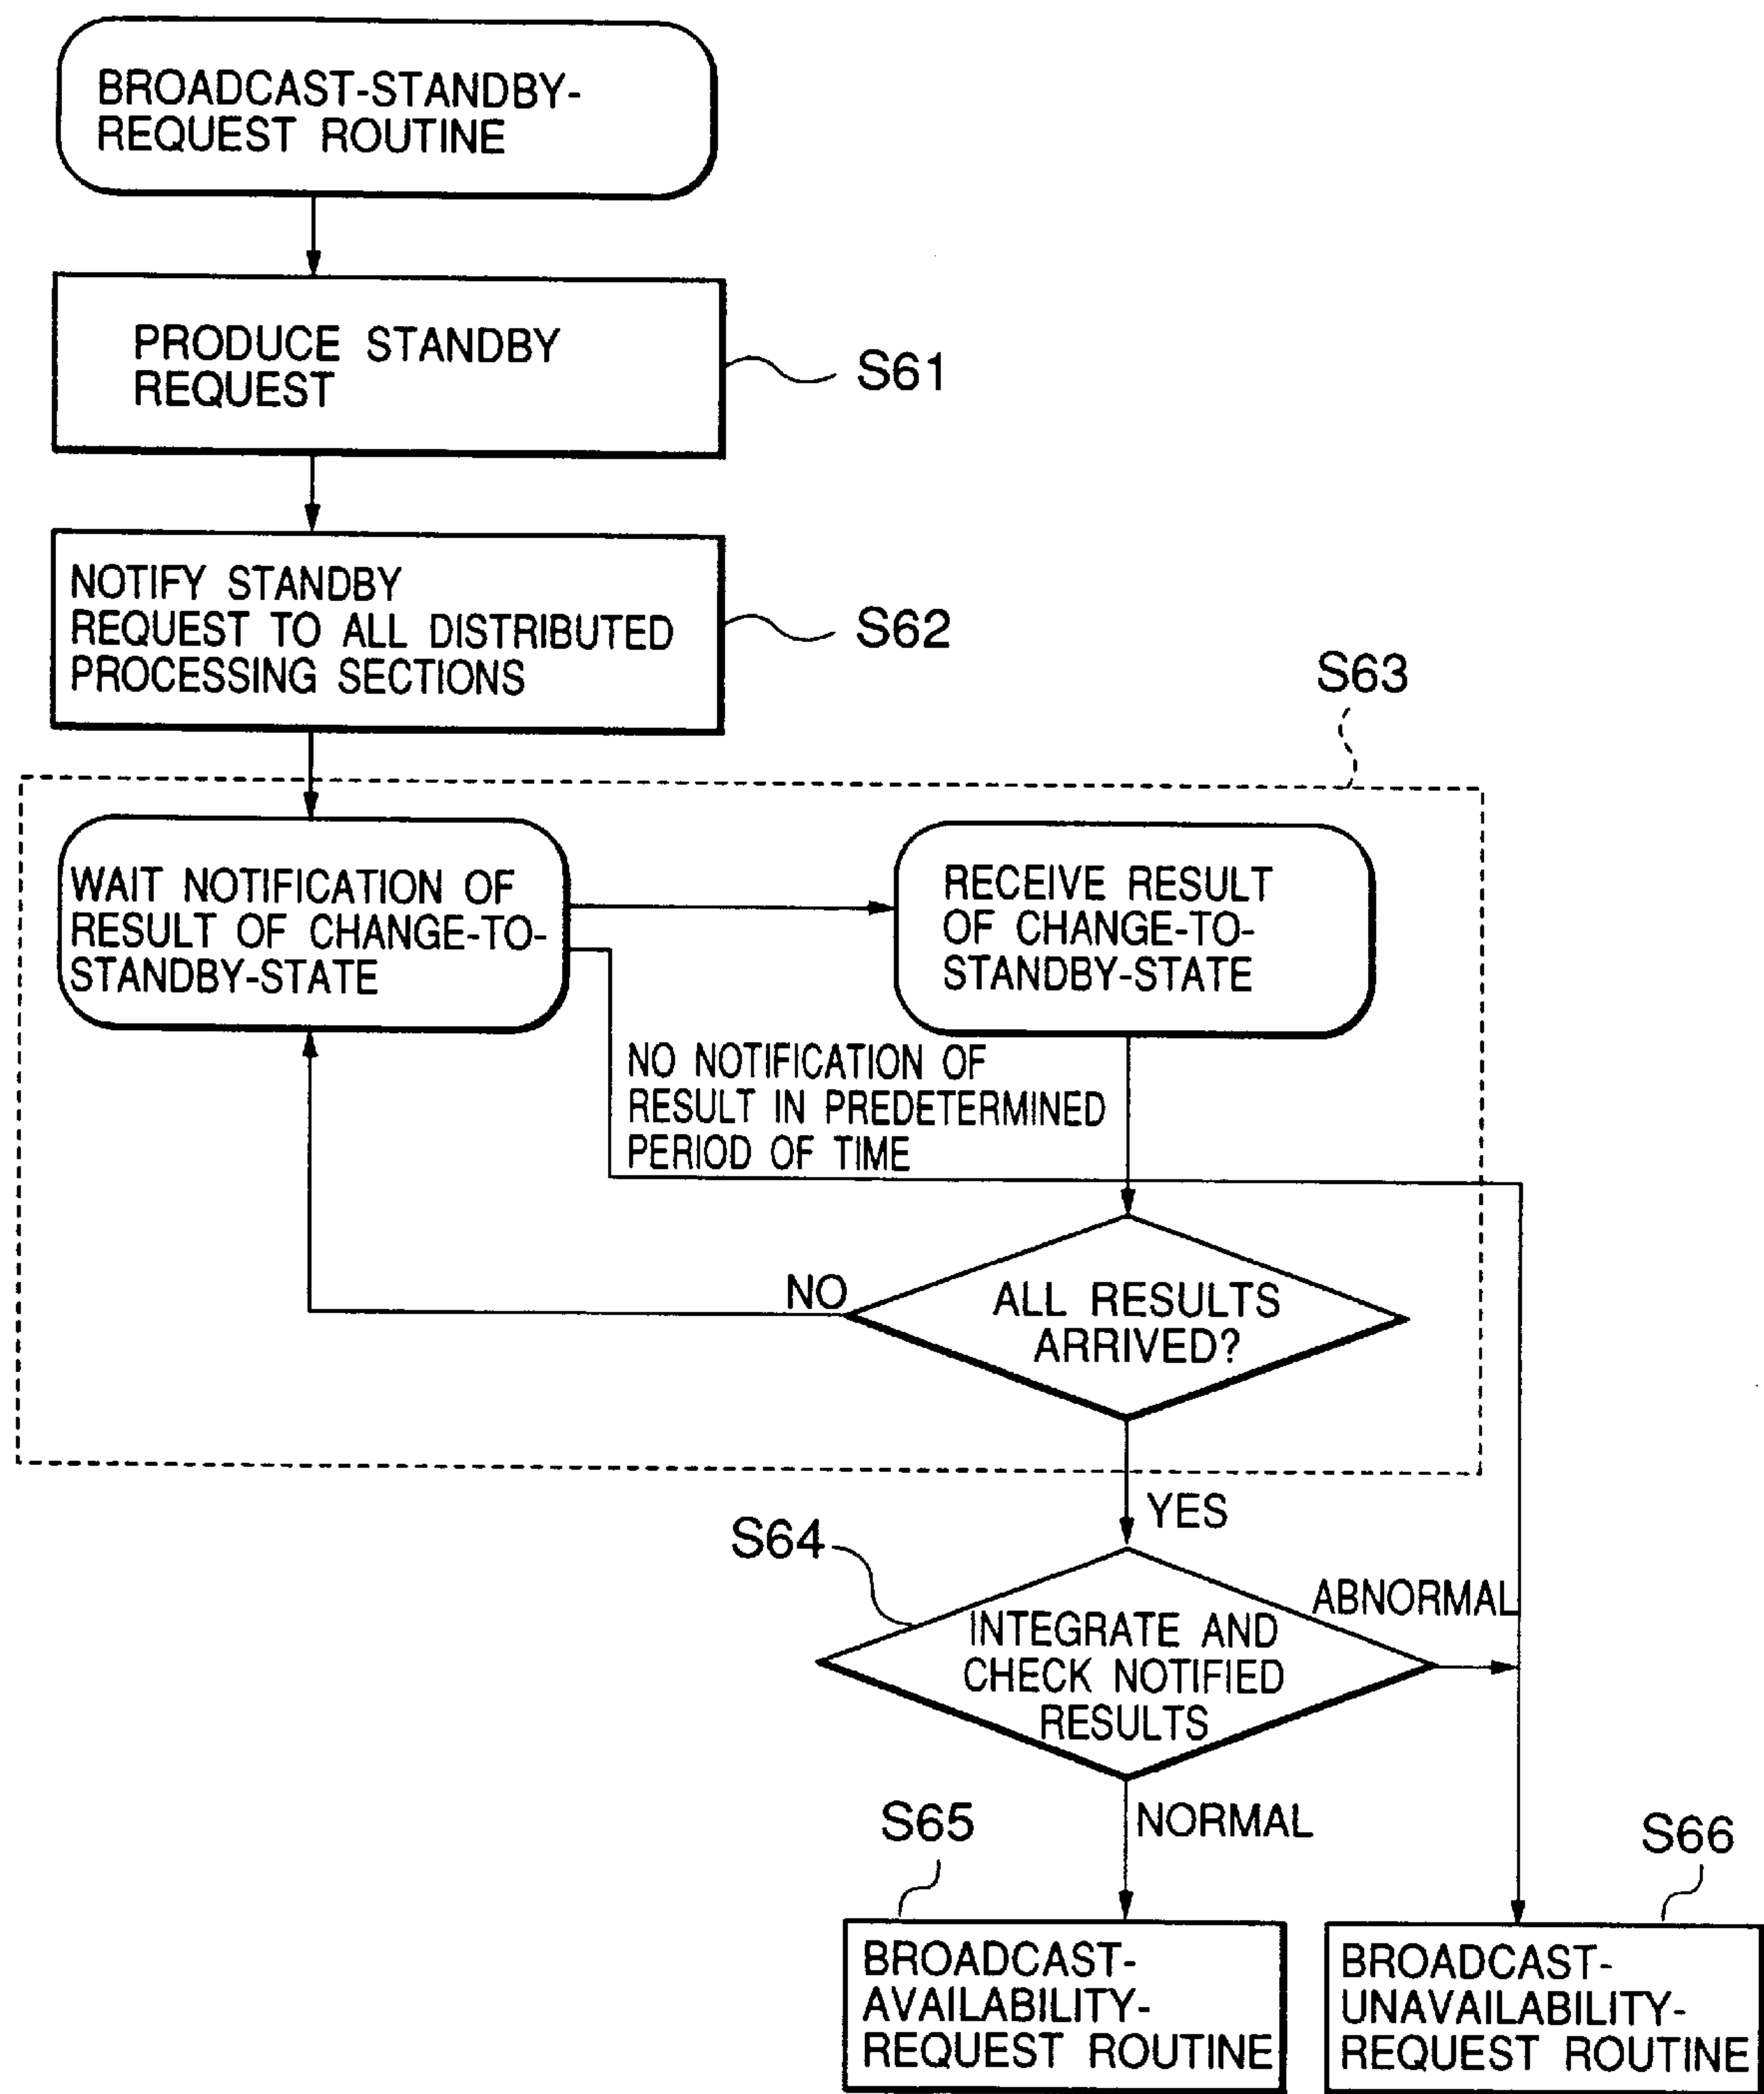 BROADCAST-STANDBY-
REQUEST ROUTINE
PRODUCE STANDBY
REQUEST
S61
NOTIFY STANDBY
REQUEST TO ALL DISTRIBUTED
PROCESSING SECTIONS
S62
S63
WAIT NOTIFICATION OF
RESULT OF CHANGE-TO-
STANDBY-STATE
RECEIVE RESULT
OF CHANGE-TO-
STANDBY-STATE
NO NOTIFICATION OF
RESULT IN PREDETERMINED
PERIOD OF TIME
NO
ALL RESULTS
ARRIVED?
YES
S64
ABNORMAL
INTEGRATE AND
CHECK NOTIFIED
RESULTS
NORMAL
S65
S66
BROADCAST-
AVAILABILITY-
REQUEST ROUTINE
BROADCAST-
UNAVAILABILITY-
REQUEST ROUTINE